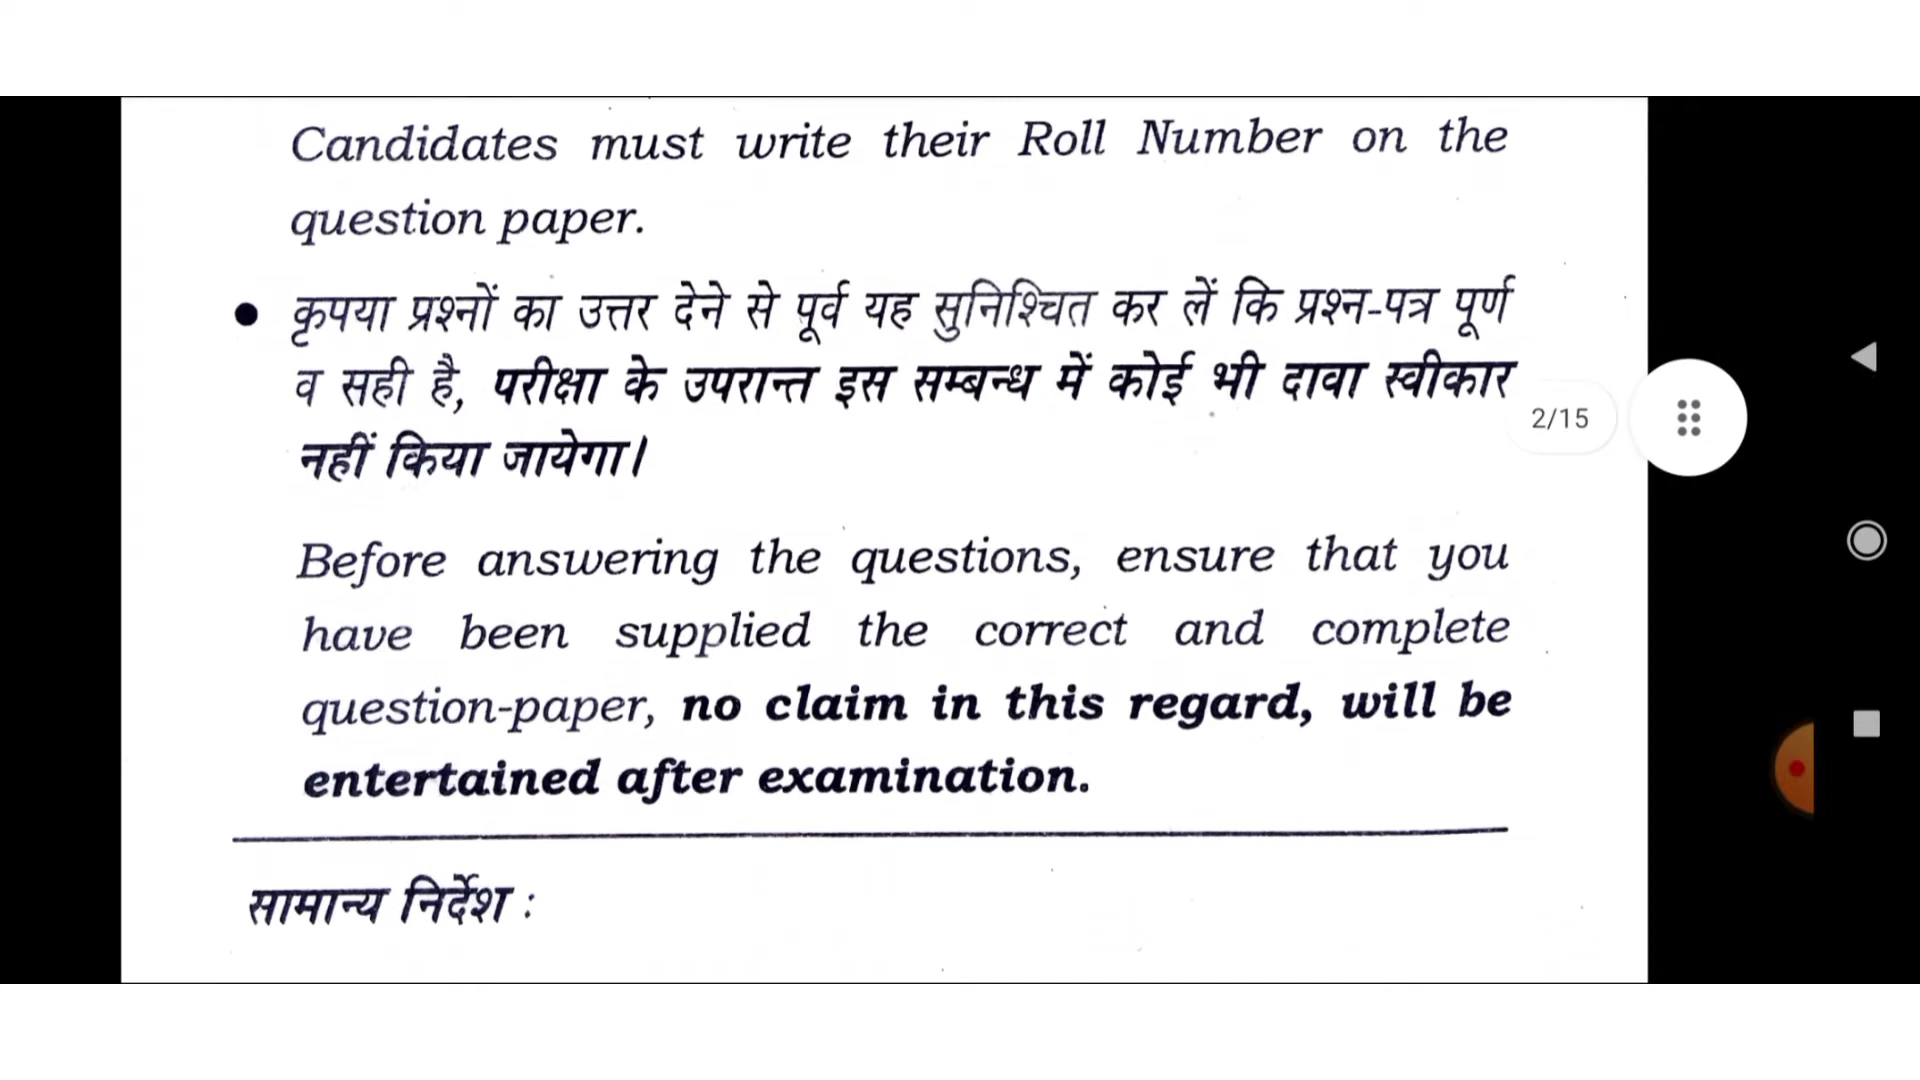 Candidates must write their Roll Number on the
question paper.
● कृपया प्रश्नों का उत्तर देने से पूर्व यह सुनिश्चित कर लें कि प्रश्न-पत्र पूर्ण
व सही है, परीक्षा के उपरान्त इस सम्बन्ध में कोई भी दावा स्वीकार
नहीं किया जायेगा।
2/15
Before answering the questions, ensure that you
have been supplied the correct and complete
question-paper, no claim in this regard, will be
entertained after examination.
सामान्य निर्देश :